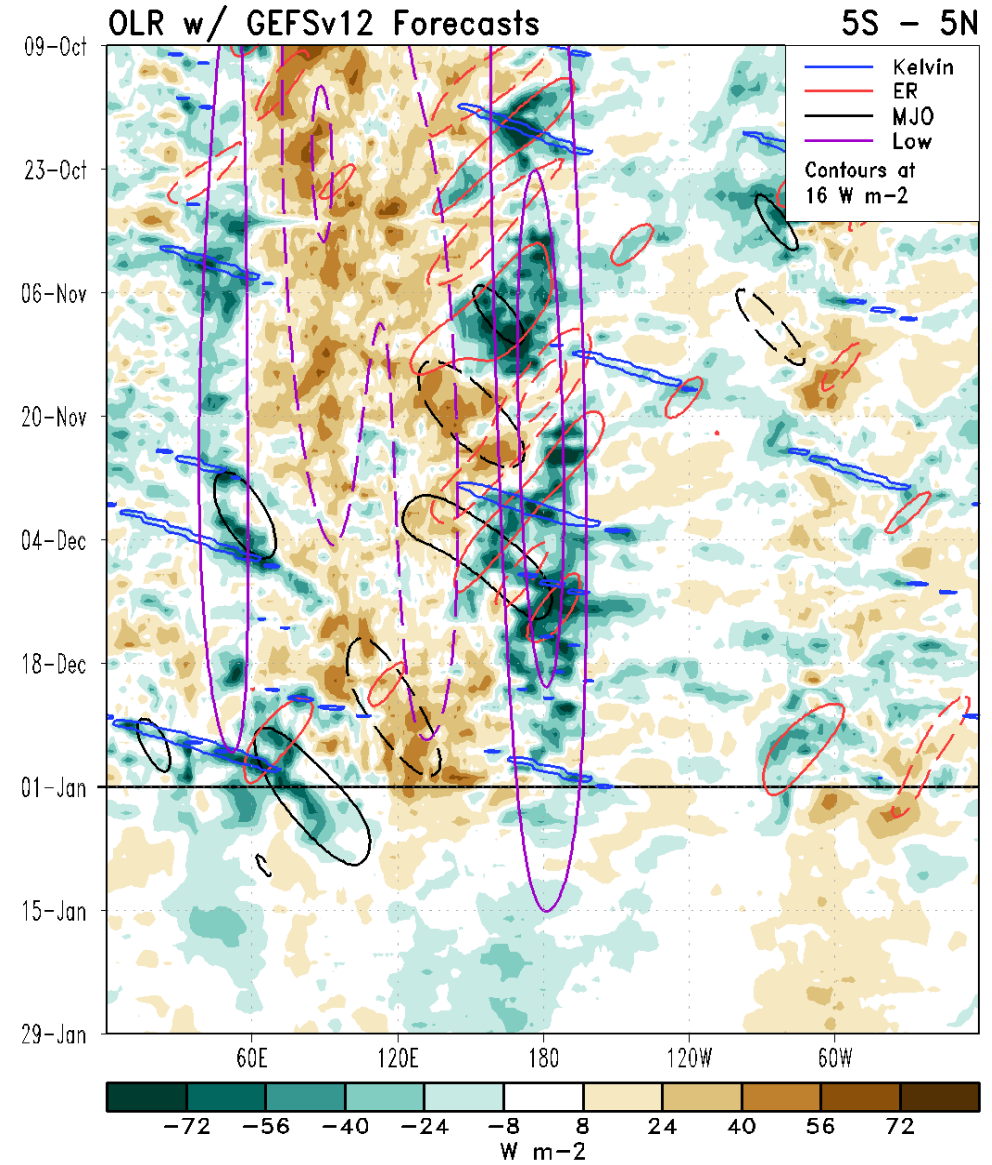 OLR w/ GEFSv12 Forecasts 5S - 5N
09-Oct
23-Oct
06-Nov
20-Nov
04-Dec
18-Dec
01-Jan
15-Jan
29-Jan
Kelvin
ER
MJO
Low
Contours at
16 W m-2
60E 120E 180 120W 60W
-72 -56 -40 -24 -8 8 24 40 56 72
W m-2